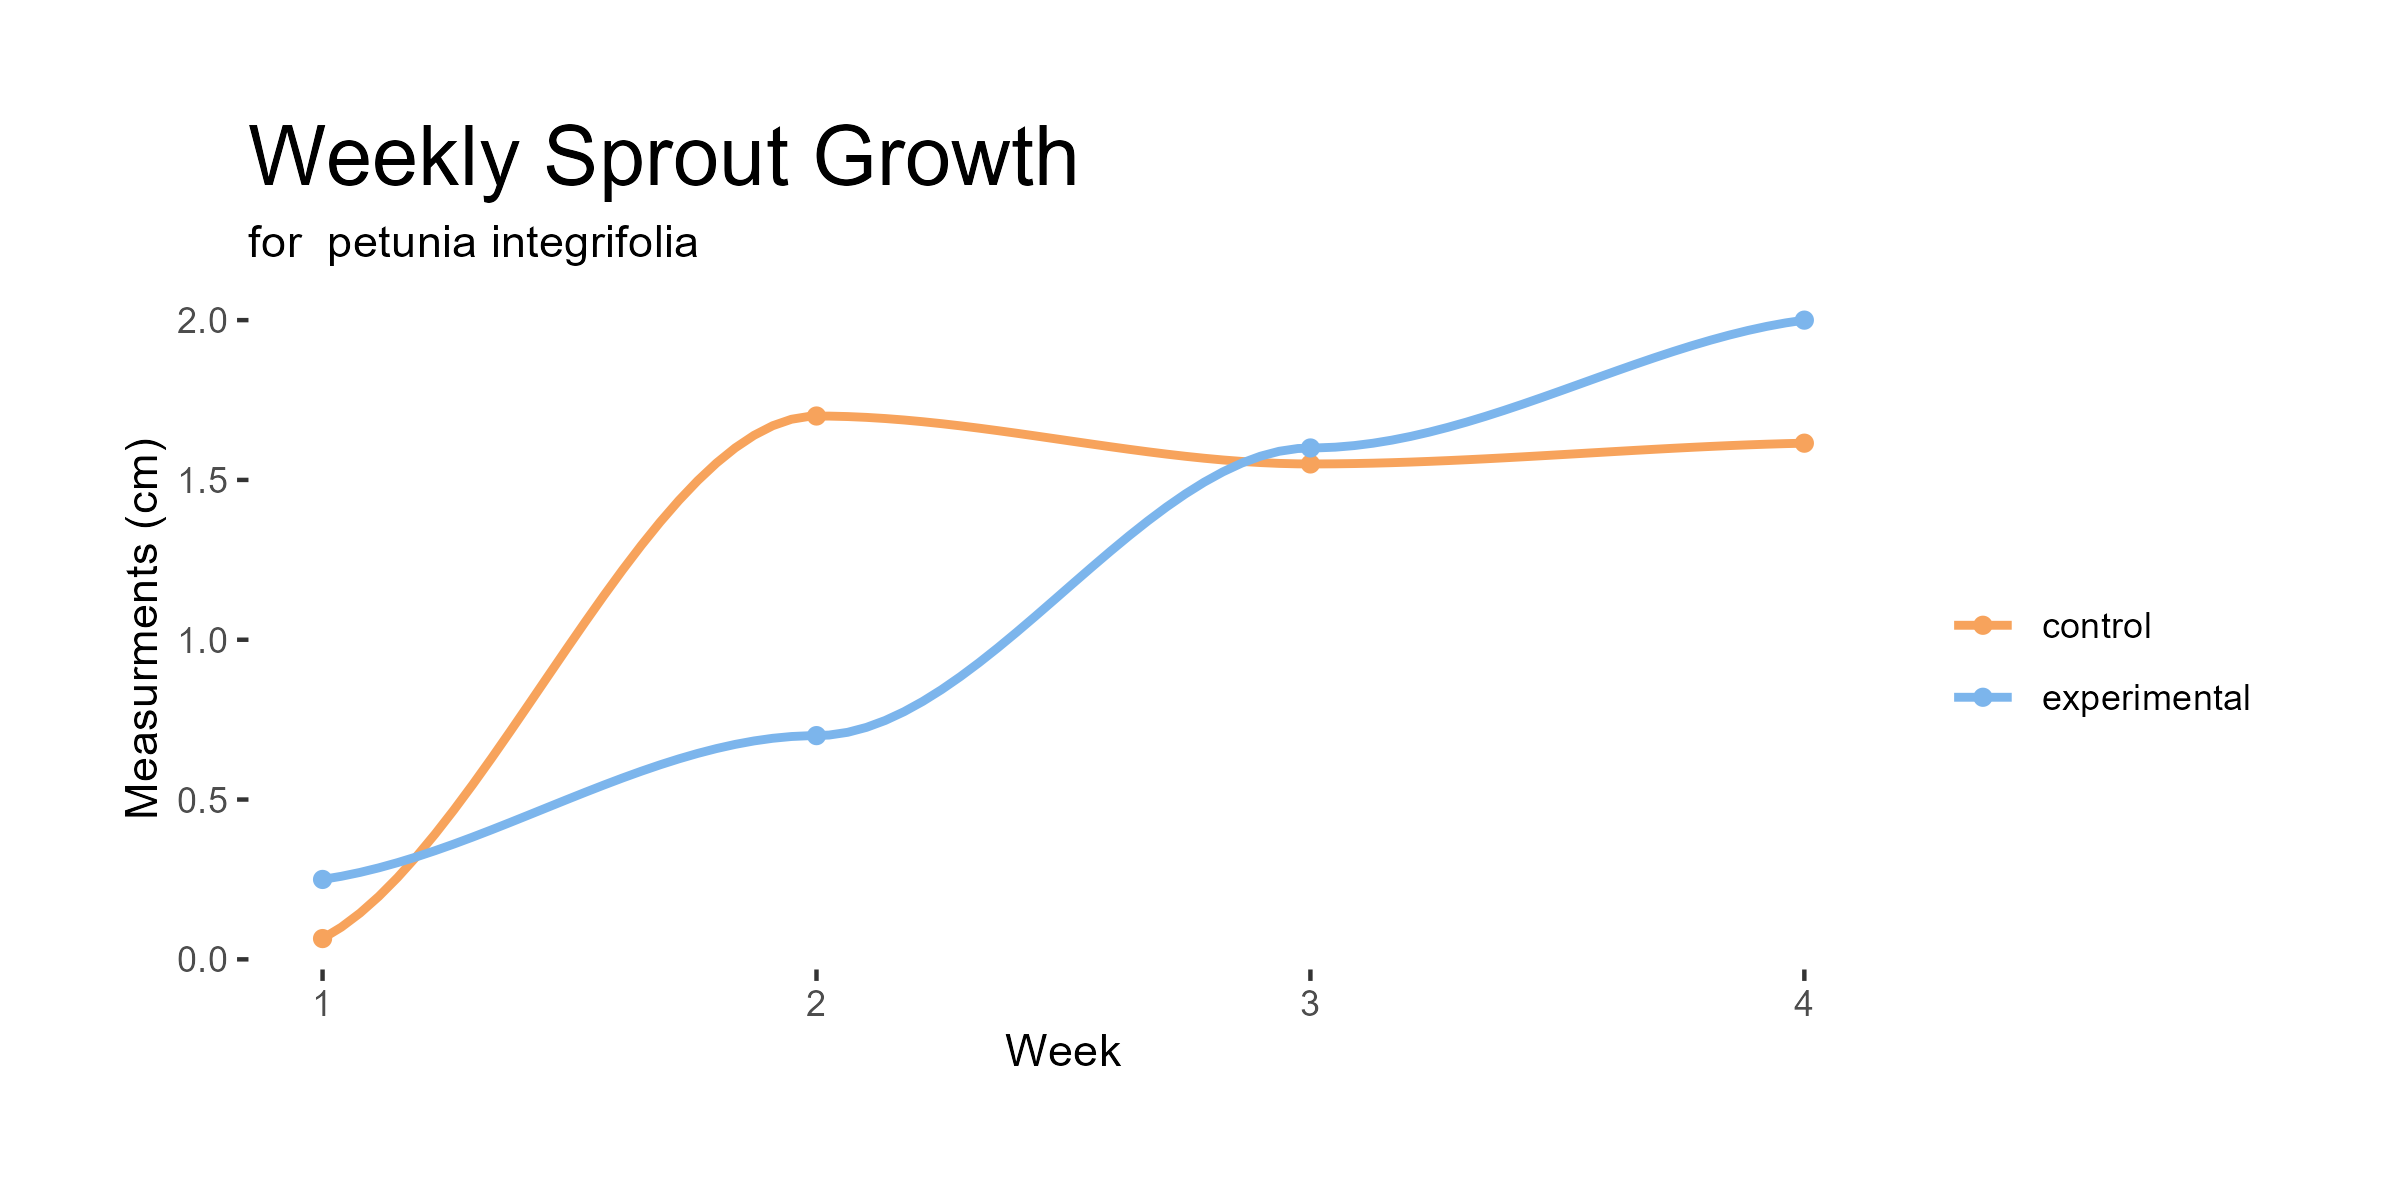 Weekly Sprout Growth
for  petunia integrifolia
Measurments (cm)
2.0
1.5
1.0
0.5
0.0
1 2 3 4
Week
control
experimental